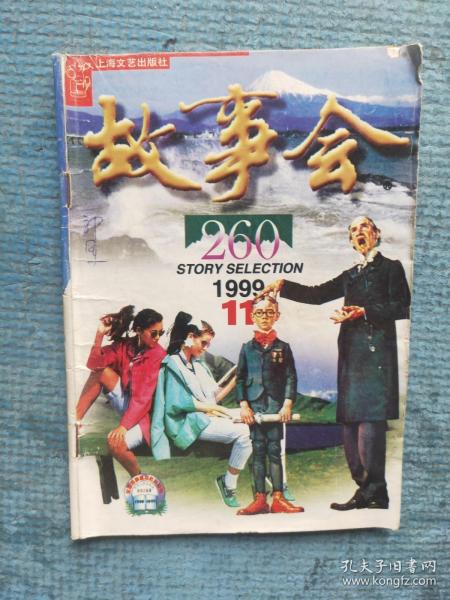 上海文艺出版社
故事会
260
STORY SELECTION
1999
11
孔夫子旧书网
www.kongfz.com